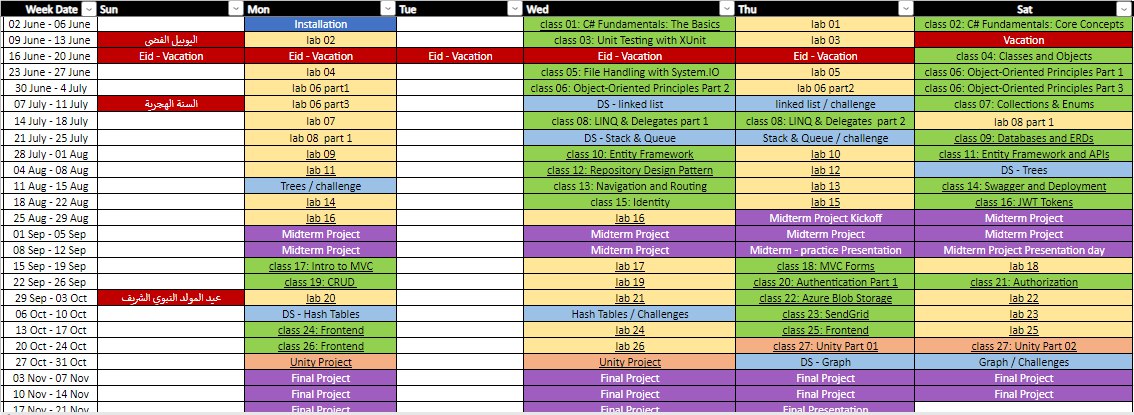 Week Date Sun Mon Tue Wed Thu Sat
02 June - 06 June Installation class 01: C# Fundamentals: The Basics lab 01 class 02: C# Fundamentals: Core Concepts
09 June - 13 June اليوبيل الفضي lab 02 class 03: Unit Testing with XUnit lab 03 Vacation
16 June - 20 June Eid - Vacation Eid - Vacation Eid - Vacation Eid - Vacation Eid - Vacation class 04: Classes and Objects
23 June - 27 June lab 04 class 05: File Handling with System.IO lab 05 class 06: Object-Oriented Principles Part 1
30 June - 4 July lab 06 part1 class 06: Object-Oriented Principles Part 2 lab 06 part2 class 06: Object-Oriented Principles Part 3
07 July - 11 July السنة الهجرية lab 06 part3 DS - linked list linked list / challenge class 07: Collections & Enums
14 July - 18 July lab 07 class 08: LINQ & Delegates part 1 class 08: LINQ & Delegates part 2 lab 08 part 1
21 July - 25 July lab 08 part 1 DS - Stack & Queue Stack & Queue / challenge class 09: Databases and ERDs
28 July - 01 Aug lab 09 class 10: Entity Framework lab 10 class 11: Entity Framework and APIs
04 Aug - 08 Aug lab 11 class 12: Repository Design Pattern lab 12 DS - Trees
11 Aug - 15 Aug Trees / challenge class 13: Navigation and Routing lab 13 class 14: Swagger and Deployment
18 Aug - 22 Aug lab 14 class 15: Identity lab 15 class 16: JWT Tokens
25 Aug - 29 Aug lab 16 lab 16 Midterm Project Kickoff Midterm Project
01 Sep - 05 Sep Midterm Project Midterm Project Midterm Project Midterm Project
08 Sep - 12 Sep Midterm Project Midterm Project Midterm - practice Presentation Midterm Project Presentation day
15 Sep - 19 Sep class 17: Intro to MVC lab 17 class 18: MVC Forms lab 18
22 Sep - 26 Sep class 19: CRUD lab 19 class 20: Authentication Part 1 class 21: Authorization
29 Sep - 03 Oct عيد المولد النبوي الشريف lab 20 lab 21 class 22: Azure Blob Storage lab 22
06 Oct - 10 Oct DS - Hash Tables Hash Tables / Challenges class 23: SendGrid lab 23
13 Oct - 17 Oct class 24: Frontend lab 24 class 25: Frontend lab 25
20 Oct - 24 Oct class 26: Frontend lab 26 class 27: Unity Part 01 class 27: Unity Part 02
27 Oct - 31 Oct Unity Project Unity Project DS - Graph Graph / Challenges
03 Nov - 07 Nov Final Project Final Project Final Project Final Project
10 Nov - 14 Nov Final Project Final Project Final Project Final Project
17 Nov - 21 Nov Final Project Final Project Final Presentation